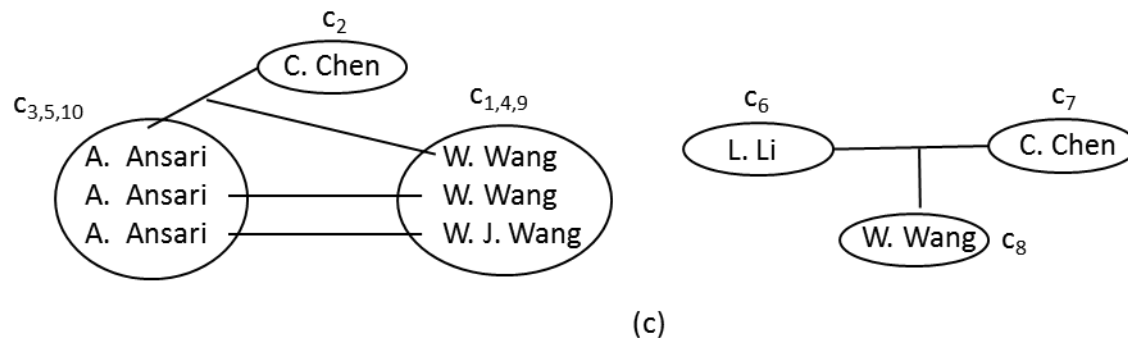 c2
C. Chen
c3,5,10
A. Ansari
A. Ansari
A. Ansari
c1,4,9
W. Wang
W. Wang
W. J. Wang
c6
L. Li
c7
C. Chen
W. Wang
c8
(c)